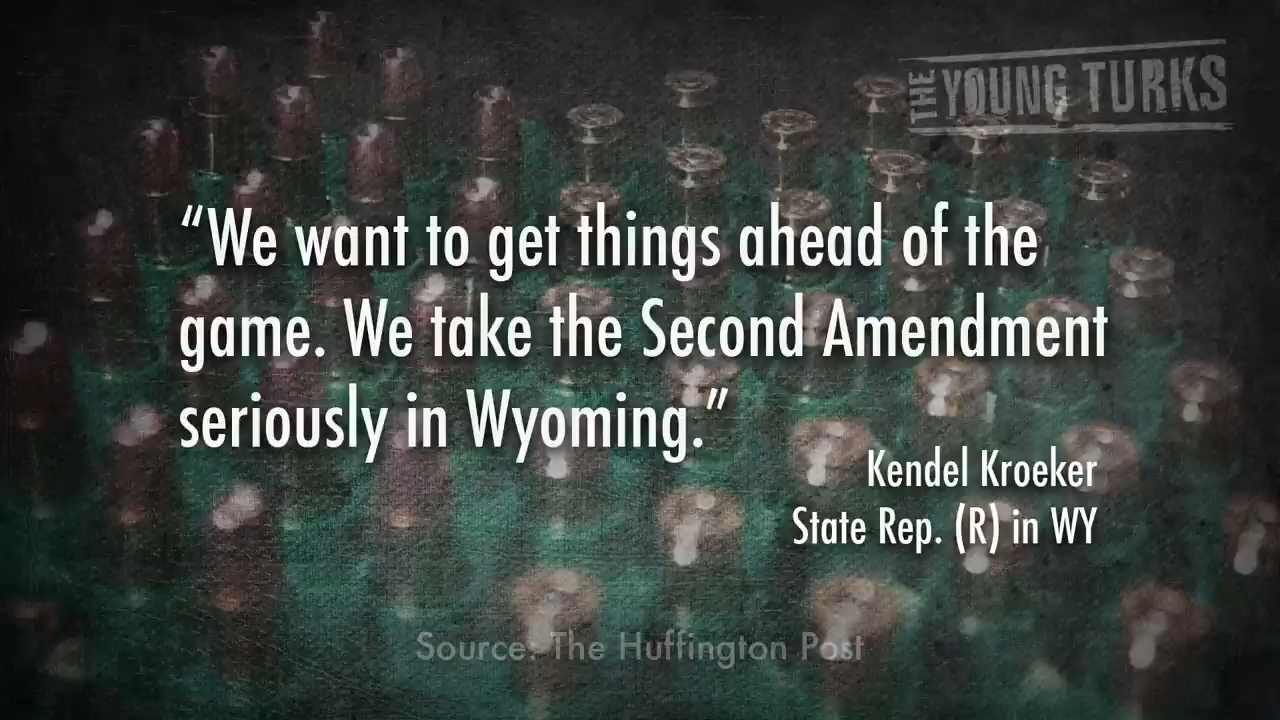 THE YOUNG TURKS
“We want to get things ahead of the
game. We take the Second Amendment
seriously in Wyoming.”
Kendel Kroeker
State Rep. (R) in WY
Source: The Huffington Post